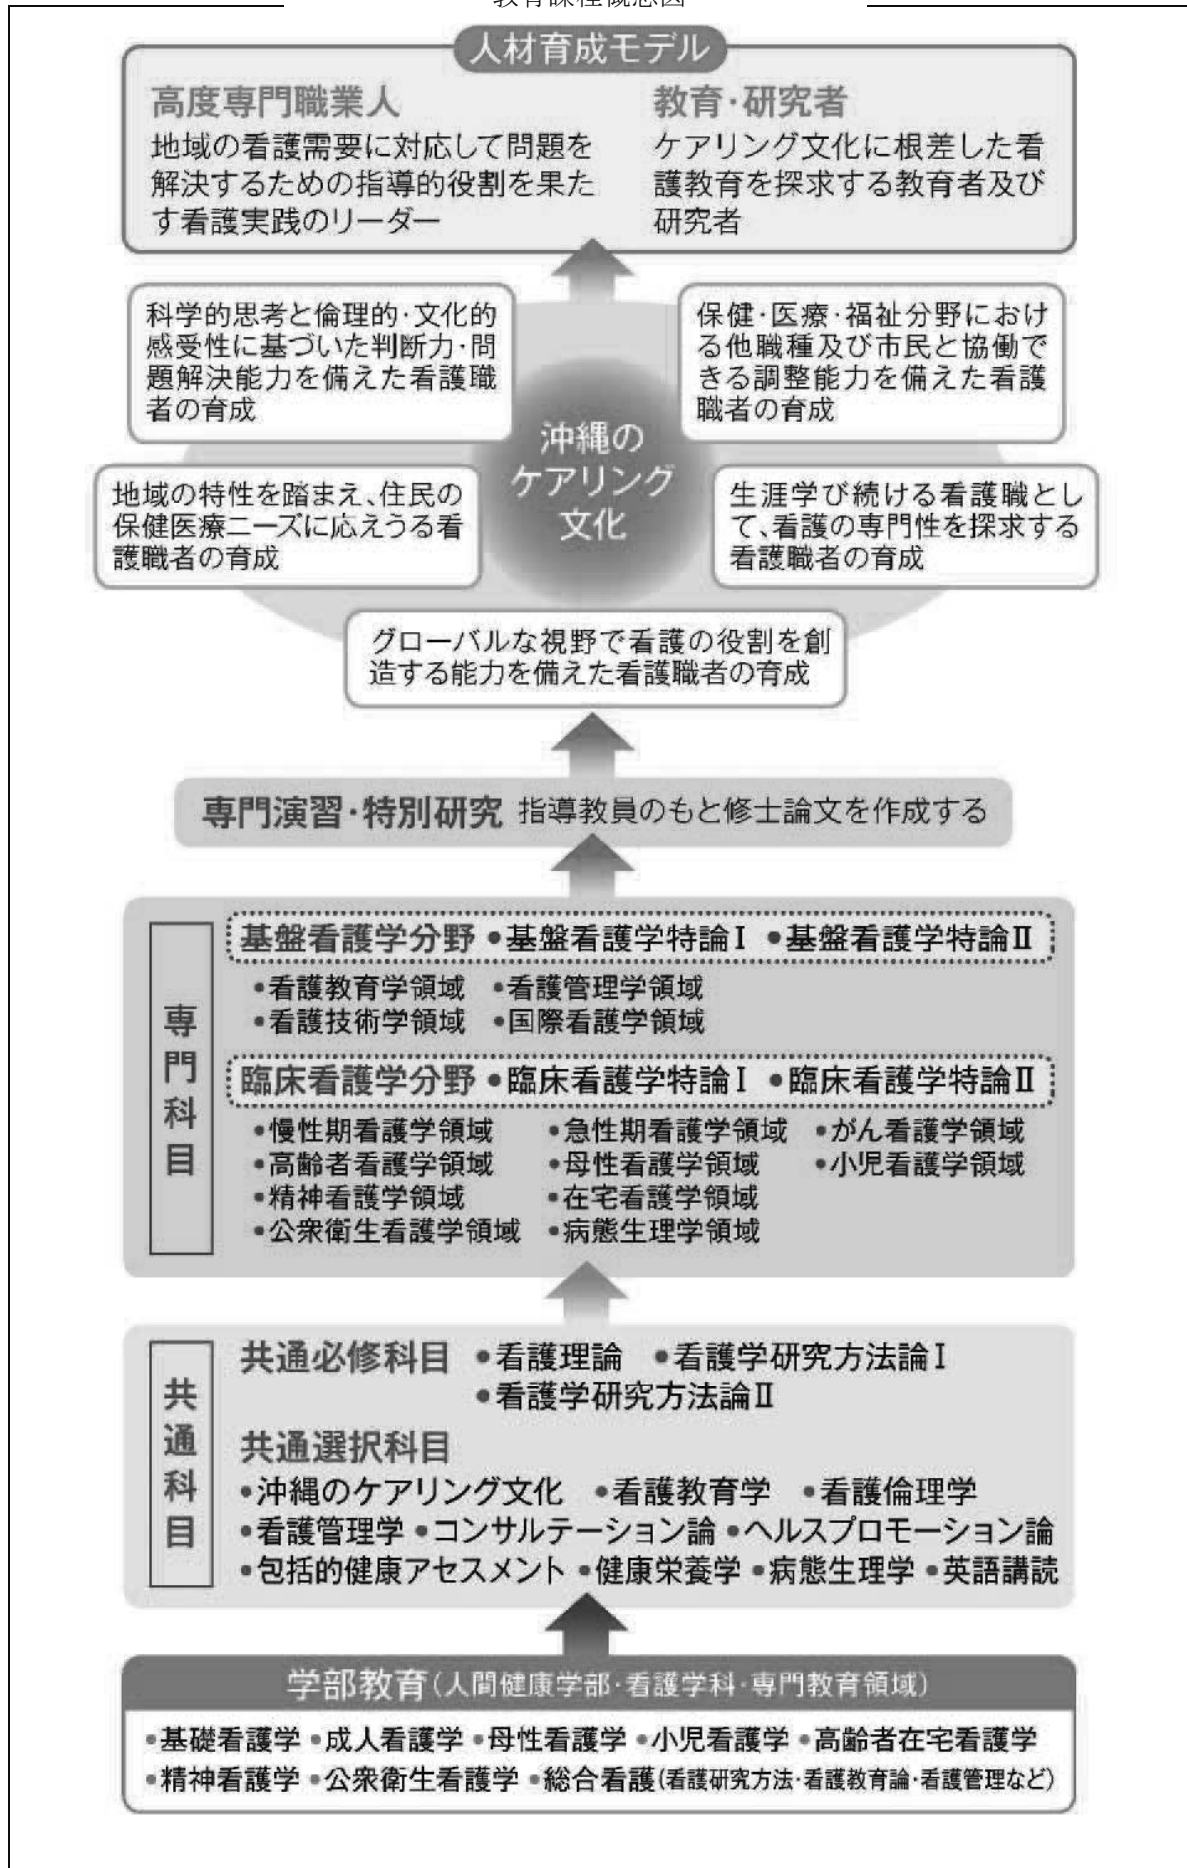 教育課程概念図
人材育成モデル
高度専門職業人
地域の看護需要に対応して問題を
解決するための指導的役割を果た
す看護実践のリーダー
教育・研究者
ケアリング文化に根差した看
護教育を探求する教育者及び
研究者
科学的思考と倫理的・文化的
感受性に基づいた判断力・問
題解決能力を備えた看護職
者の育成
保健・医療・福祉分野におけ
る他職種及び市民と協働で
きる調整能力を備えた看護
職者の育成
沖縄の
ケアリング
文化
地域の特性を踏まえ、住民の
保健医療ニーズに応えうる看
護職者の育成
生涯学び続ける看護職とし
て、看護の専門性を探求する
看護職者の育成
グローバルな視野で看護の役割を創
造する能力を備えた看護職者の育成
専門演習・特別研究 指導教員のもと修士論文を作成する
専門科目
基盤看護学分野 •基盤看護学特論Ⅰ •基盤看護学特論Ⅱ
•看護教育学領域 •看護管理学領域
•看護技術学領域 •国際看護学領域
臨床看護学分野 •臨床看護学特論Ⅰ •臨床看護学特論Ⅱ
•慢性期看護学領域 •急性期看護学領域 •がん看護学領域
•高齢者看護学領域 •母性看護学領域 •小児看護学領域
•精神看護学領域 •在宅看護学領域
•公衆衛生看護学領域 •病態生理学領域
共通科目
共通必修科目 •看護理論 •看護学研究方法論Ⅰ
•看護学研究方法論Ⅱ
共通選択科目
•沖縄のケアリング文化 •看護教育学 •看護倫理学
•看護管理学 •コンサルテーション論 •ヘルスプロモーション論
•包括的健康アセスメント •健康栄養学 •病態生理学 •英語講読
学部教育(人間健康学部・看護学科・専門教育領域)
•基礎看護学 •成人看護学 •母性看護学 •小児看護学 •高齢者在宅看護学
•精神看護学 •公衆衛生看護学 •総合看護(看護研究方法・看護教育論・看護管理など)